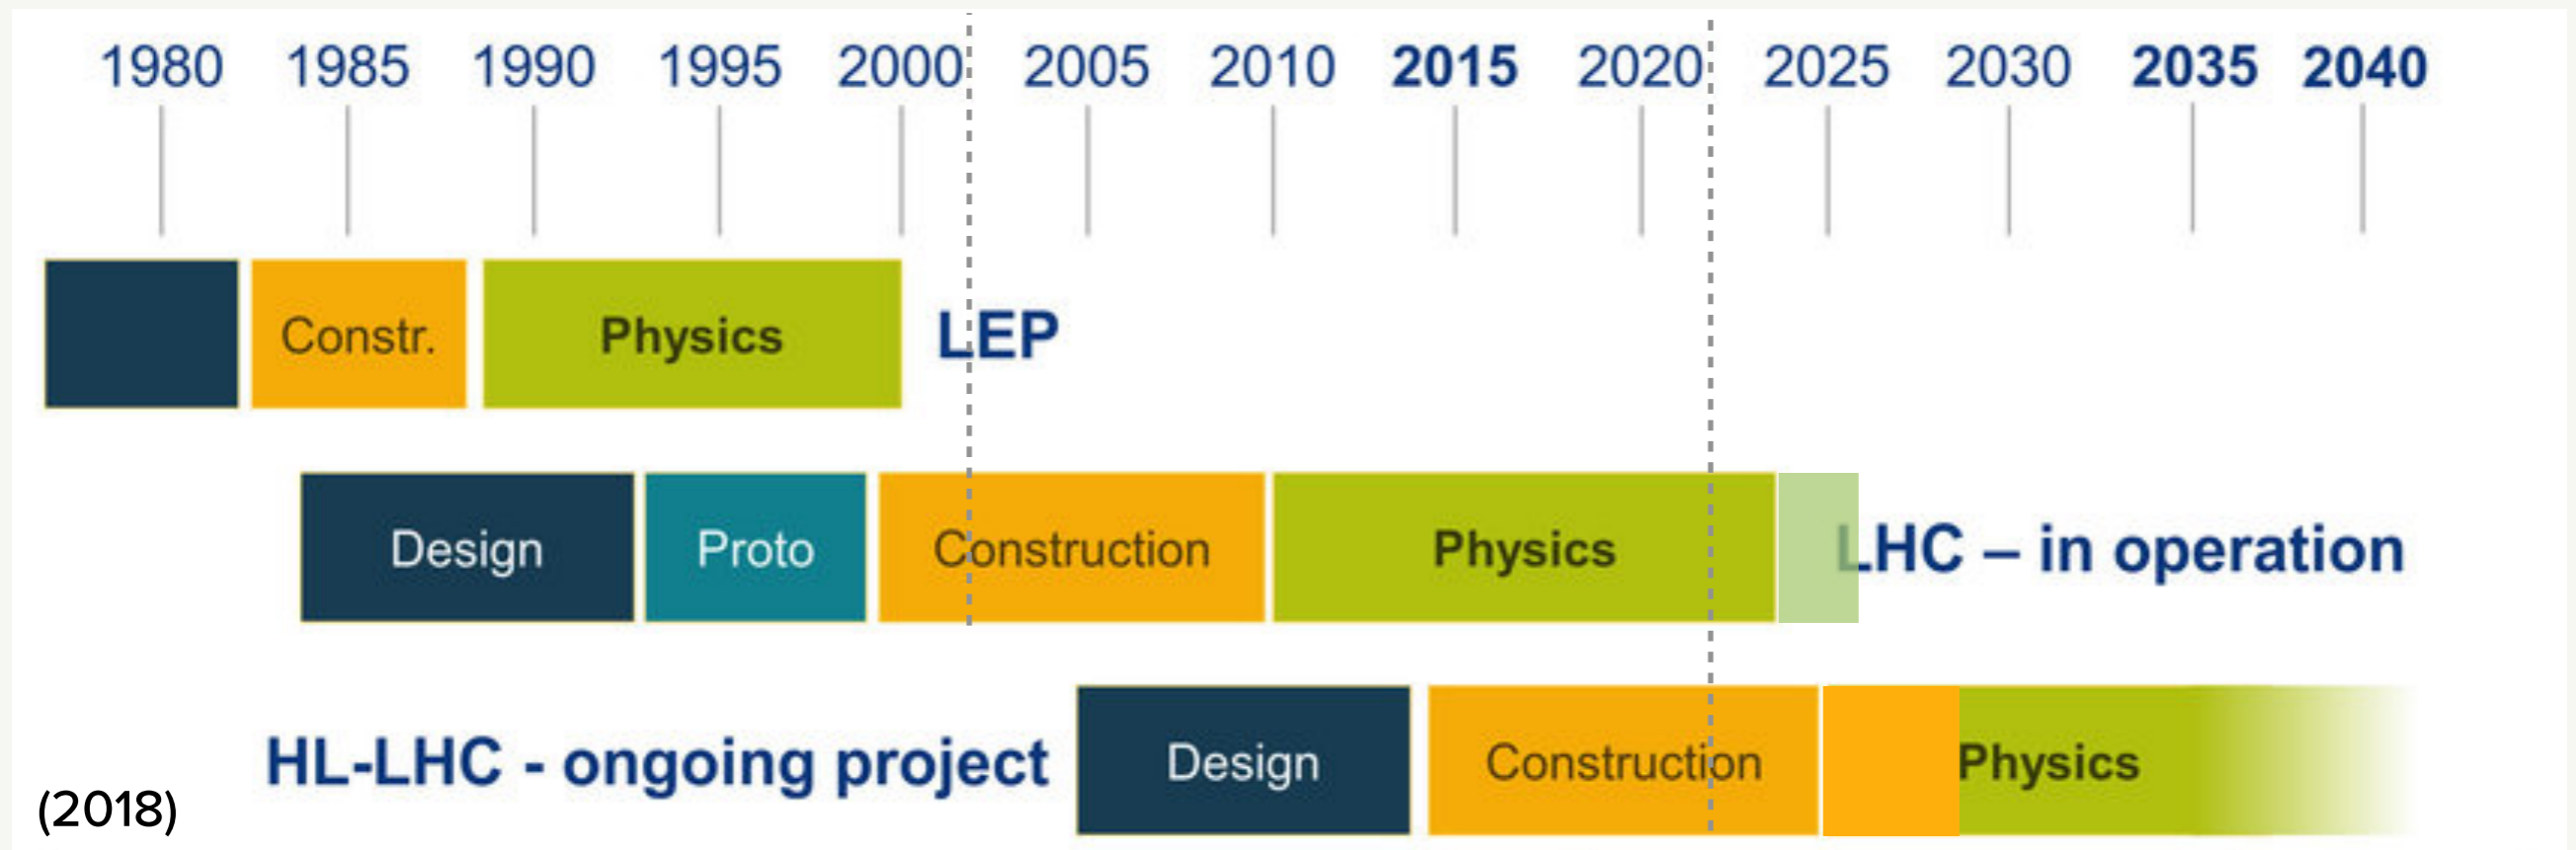 1980 1985 1990 1995 2000 2005 2010 2015 2020 2025 2030 2035 2040
Constr. Physics LEP
Design Proto Construction Physics LHC – in operation
HL-LHC - ongoing project Design Construction Physics
(2018)